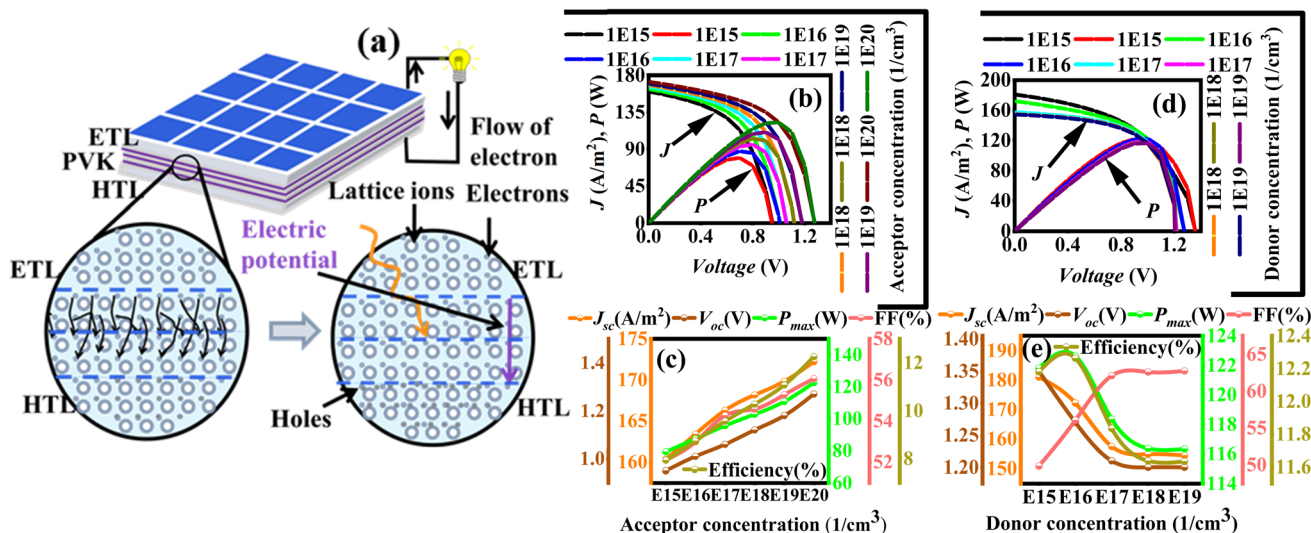 (a)
ETL
PVK
HTL
Flow of
electron
Lattice ions
Electrons
Electric
potential
ETL
ETL
HTL
HTL
Holes
1E15 1E15 1E16
1E16 1E17 1E17
1E18 1E19
1E18 1E20
1E19 1E20
Acceptor concentration (1/cm³)
(b)
J (A/m²), P (W)
180
135
90
45
0
J
P
0.0 0.4 0.8 1.2
Voltage (V)
1E15 1E15 1E16
1E16 1E17 1E17
1E18 1E18
1E19 1E19
Donor concentration (1/cm³)
(d)
J (A/m²), P (W)
200
160
120
80
40
0
J
P
0.0 0.4 0.8 1.2
Voltage (V)
Jsc(A/m²) Voc(V) Pmax(W) FF(%)
(c)
1.4
1.2
1.0
175
170
165
160
140
120
100
80
60
58
56
54
52
12
10
8
Efficiency(%)
E15 E16 E17 E18 E19 E20
Acceptor concentration (1/cm³)
Jsc(A/m²) Voc(V) Pmax(W) FF(%)
(e)
Efficiency(%)
1.40
1.35
1.30
1.25
1.20
190
180
170
160
150
124
122
120
118
116
114
65
60
55
50
12.4
12.2
12.0
11.8
11.6
E15 E16 E17 E18 E19
Donor concentration (1/cm³)